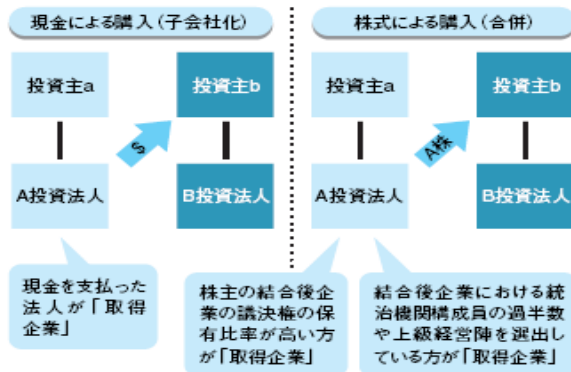 現金による購入（子会社化）
投資主a
投資主b
$
A投資法人
B投資法人
現金を支払った
法人が「取得
企業」
株式による購入（合併）
投資主a
投資主b
A株
A投資法人
B投資法人
株主の結合後企
業の議決権の保
有比率が高い方
が「取得企業」
結合後企業における統
治機関構成員の過半数
や上級経営陣を選出し
ている方が「取得企業」